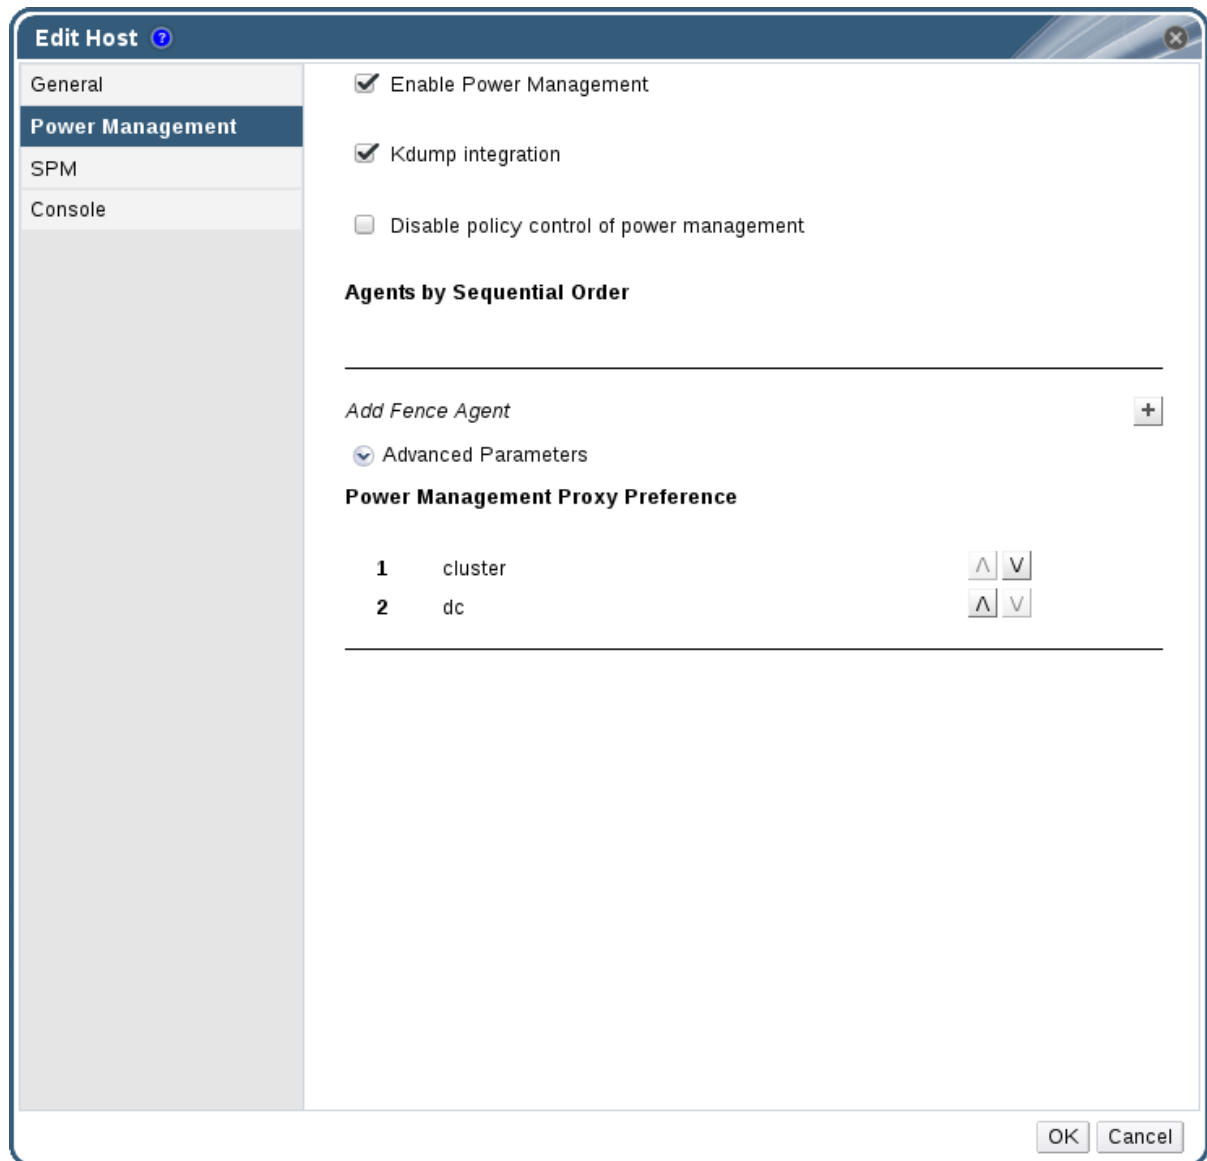 Edit Host ?
General
Power Management
SPM
Console
Enable Power Management
Kdump integration
Disable policy control of power management
Agents by Sequential Order
Add Fence Agent +
Advanced Parameters
Power Management Proxy Preference
1 cluster
2 dc
OK Cancel